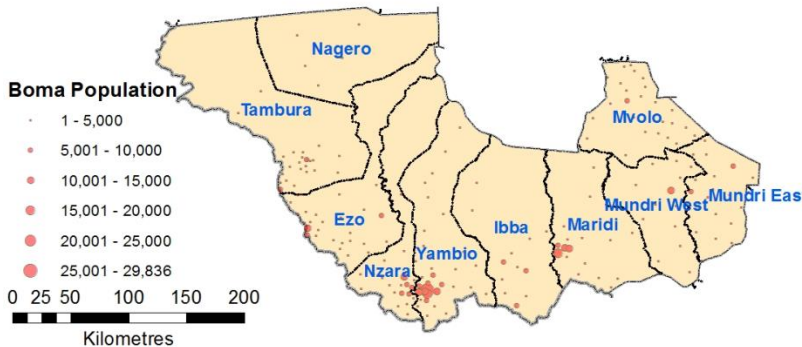 Nagero
Boma Population
Tambura
Mvolo
1 - 5,000
5,001 - 10,000
10,001 - 15,000
Mundri West
Mundri Eas
15,001 - 20,000
Ezo
Ibba
Maridi
20,001 - 25,000
Yambio
25,001 - 29,836
Nzara
0 25 50 100 150 200
Kilometres